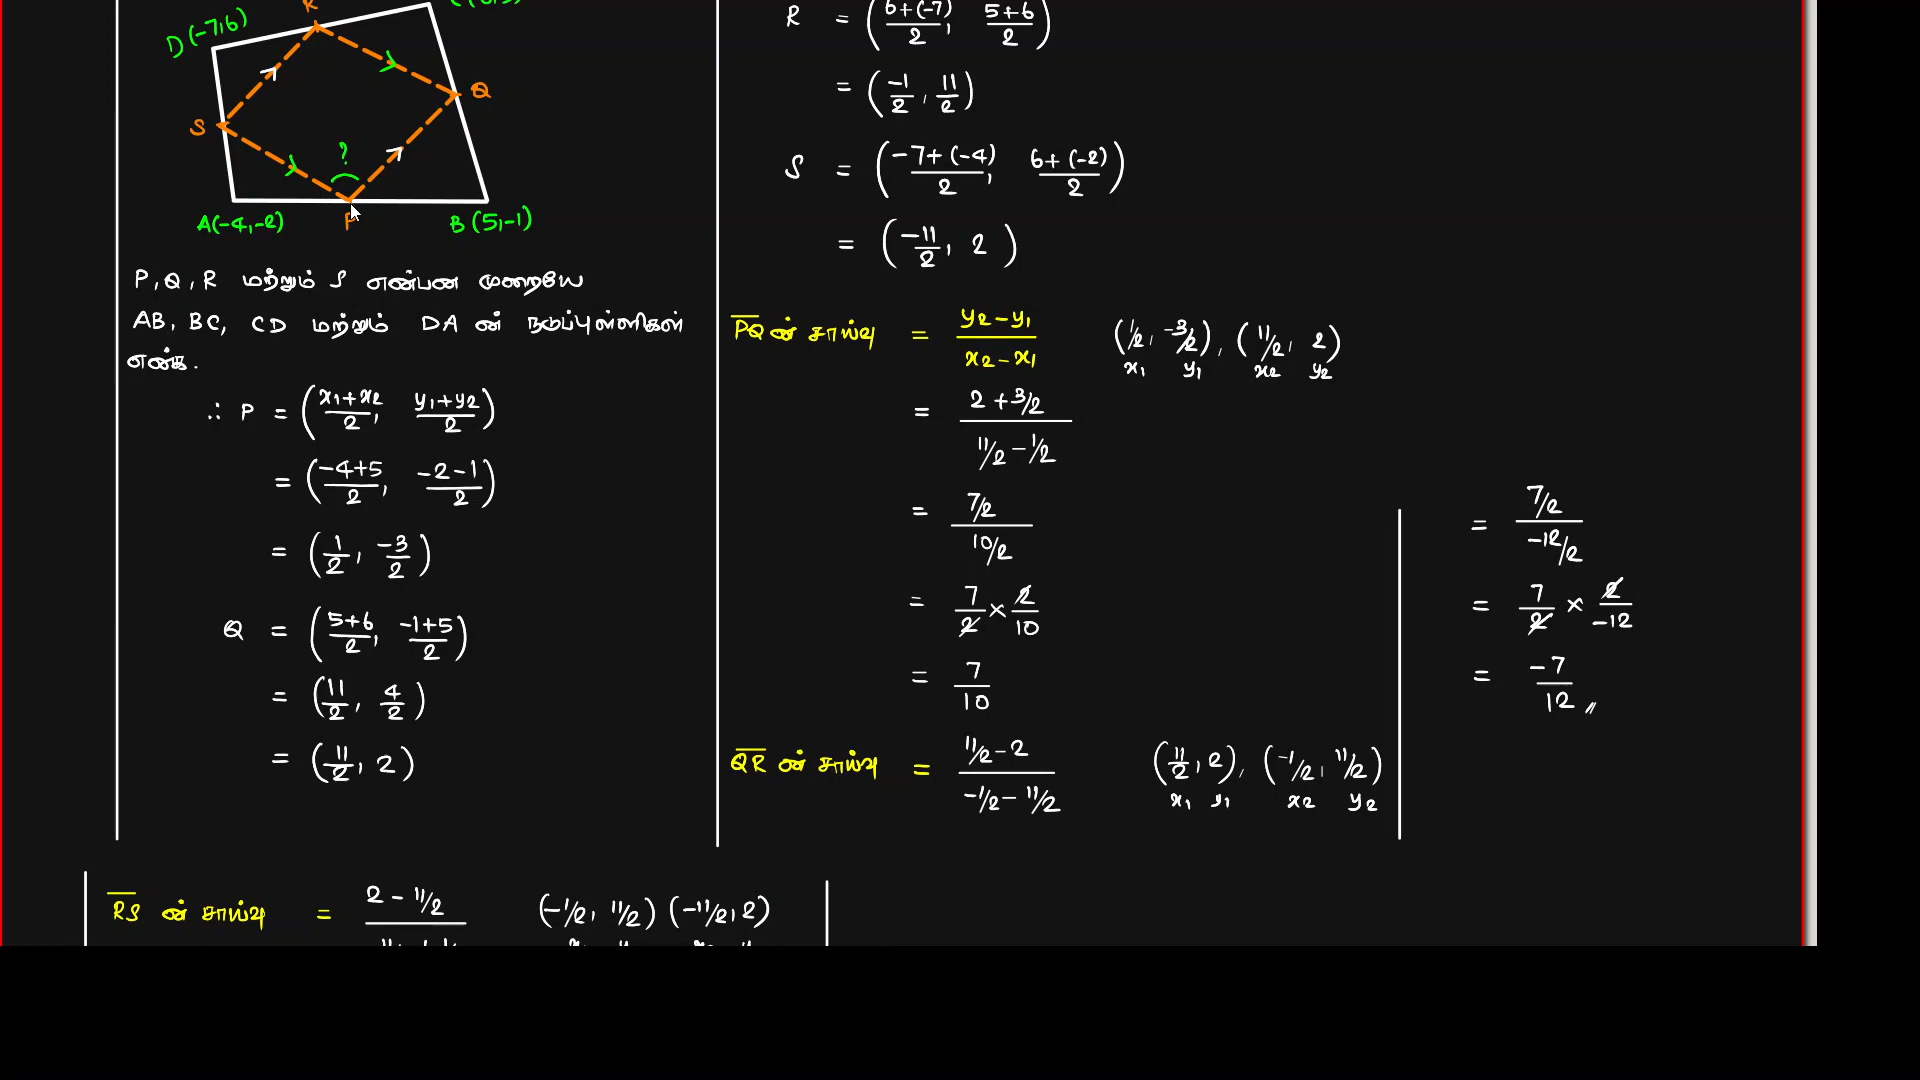 R
D (-7,6)
Q
S
?
A(-4,-2)
P
B (5,-1)
P, Q, R மற்றும் S என்பன முறையே
AB, BC, CD மற்றும் DA ன் நடுப்புள்ளிகள்
என்க.
∴ P = ((x₁+x₂)/2, (y₁+y₂)/2)
= ((-4+5)/2, (-2-1)/2)
= (1/2, -3/2)
Q = ((5+6)/2, (-1+5)/2)
= (11/2, 4/2)
= (11/2, 2)
R = ((6+(-7))/2, (5+6)/2)
= (-1/2, 11/2)
S = ((-7+(-4))/2, (6+(-2))/2)
= (-11/2, 2)
P̅Q̅ ன் சாய்வு = (y₂-y₁)/(x₂-x₁) (1/2, -3/2), (11/2, 2)
x₁ y₁ x₂ y₂
= (2+3/2)/(11/2-1/2)
= (7/2)/(10/2)
= 7/2 × 2/10
= 7/10
Q̅R̅ ன் சாய்வு = (11/2-2)/(-1/2-11/2) (11/2, 2), (-1/2, 11/2)
x₁ y₁ x₂ y₂
= (7/2)/(-12/2)
= 7/2 × 2/-12
= -7/12 〃
R̅S̅ ன் சாய்வு = 2-11/2 (-1/2, 11/2) (-11/2, 2)